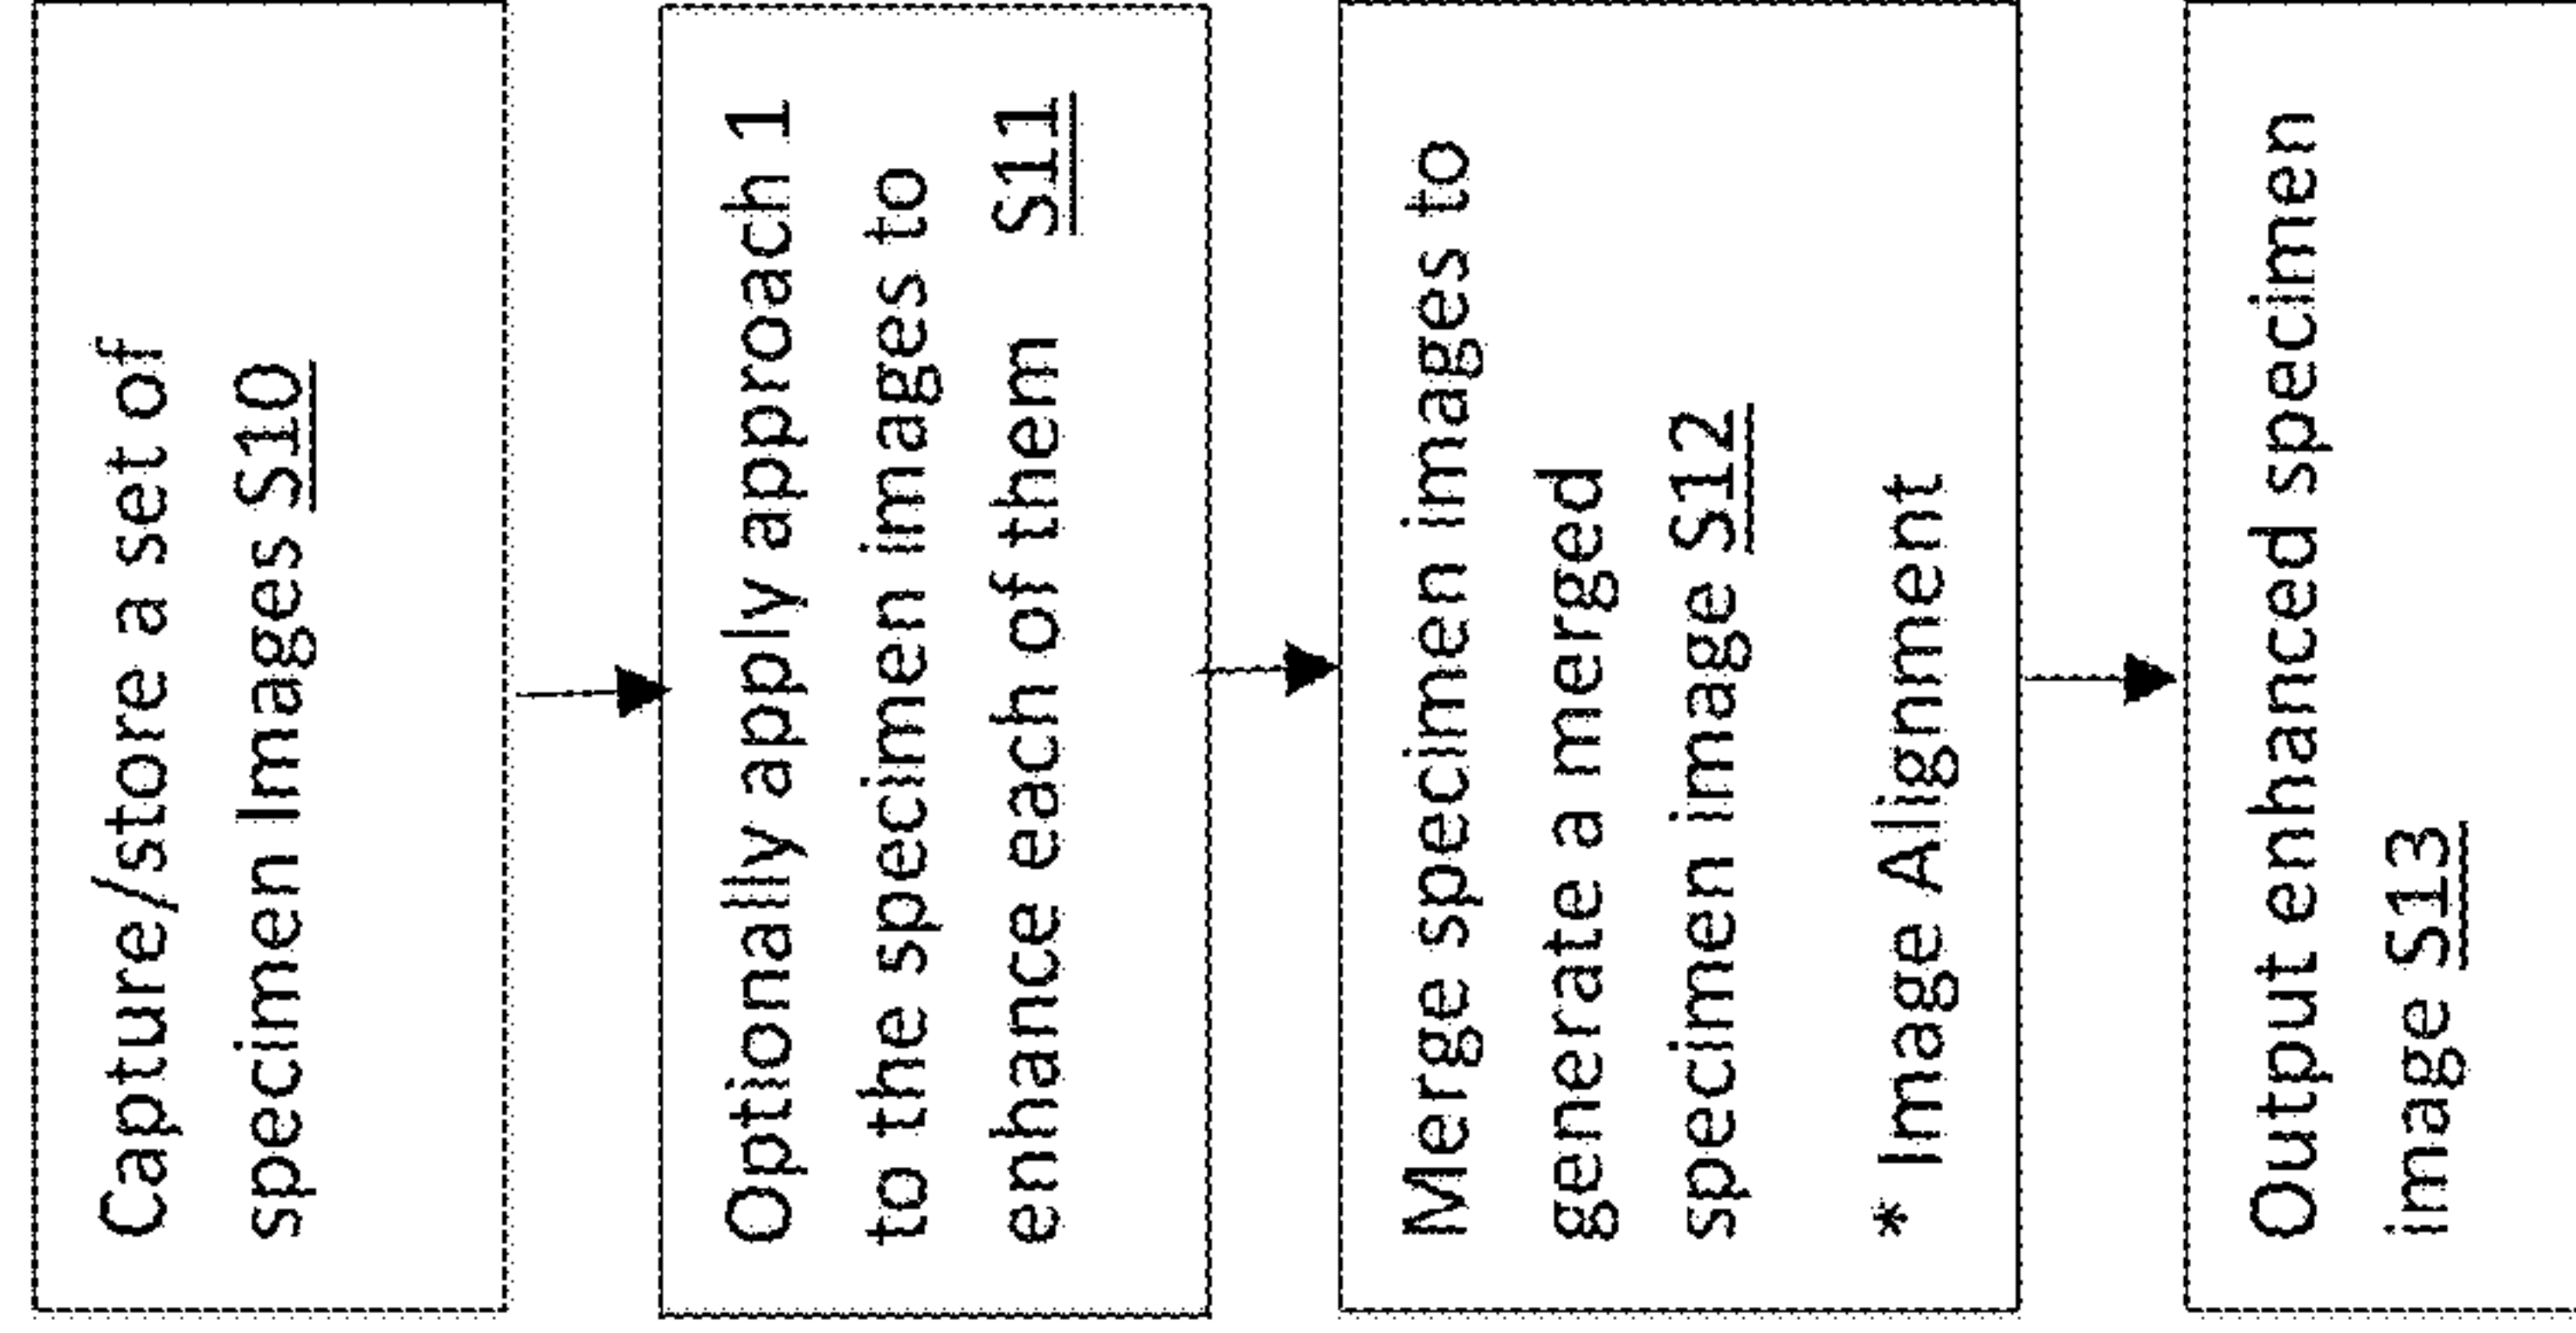 Capture/store a set of
specimen Images S10
Optionally apply approach 1
to the specimen images to
enhance each of them S11
Merge specimen images to
generate a merged
specimen image S12
* Image Alignment
Output enhanced specimen
image S13